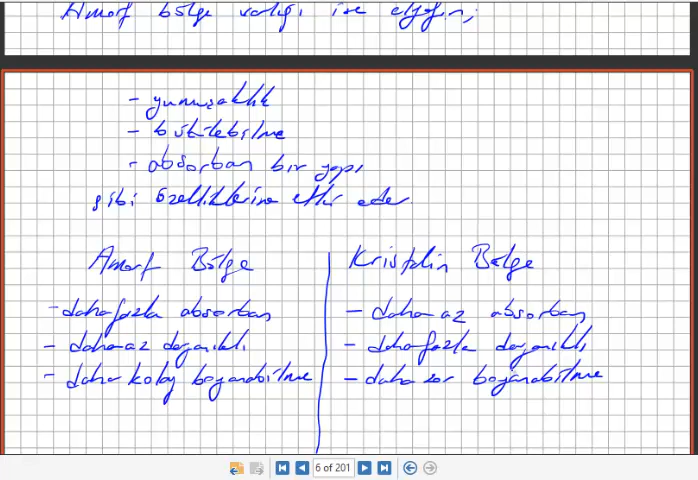 Amorf bölge varlığı ise elyafın;
- yumuşaklık
- bükülebilme
- absorban bir yapı
gibi özelliklerine etki eder.
Amorf Bölge
- daha fazla absorban
- daha az dayanıklı
- daha kolay boyanabilme
Kristalin Bölge
- daha az absorban
- daha fazla dayanıklı
- daha zor boyanabilme
6 of 201